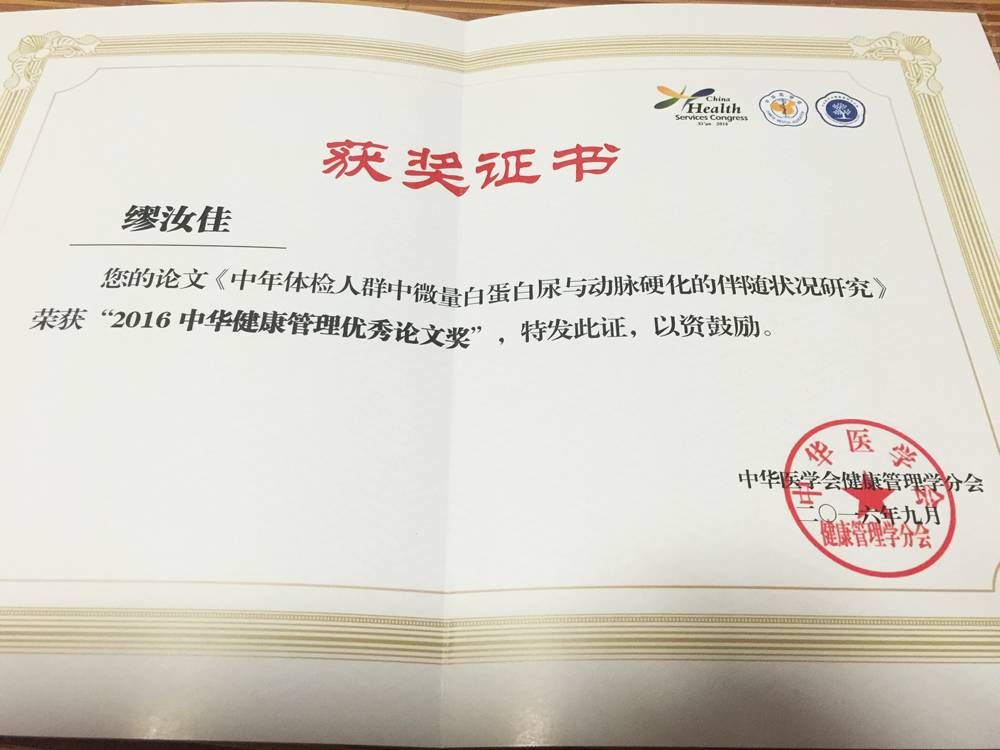 China
Health
Services Congress
Xi'an 2016
获奖证书
缪汝佳
您的论文《中年体检人群中微量白蛋白尿与动脉硬化的伴随状况研究》
荣获“2016 中华健康管理优秀论文奖”，特发此证，以资鼓励。
中华医学会健康管理学分会
二〇一六年九月
中华医学会
健康管理学分会